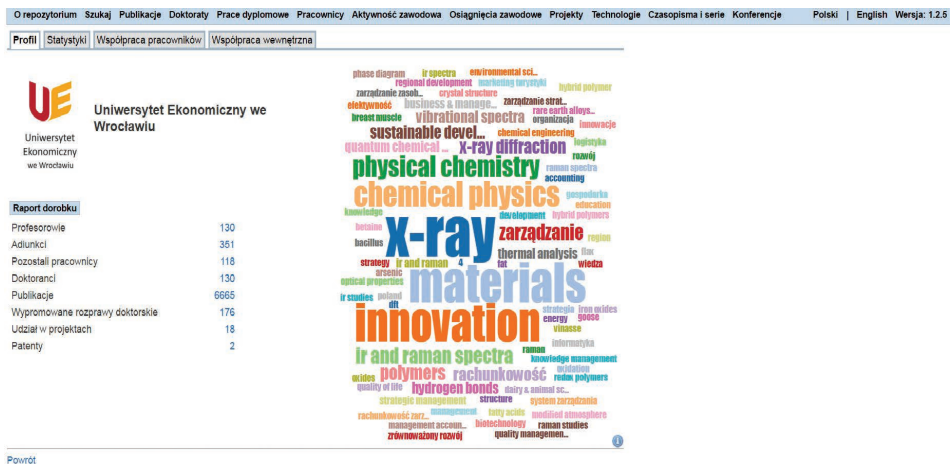 O repozytorium Szukaj Publikacje Doktoraty Prace dyplomowe Pracownicy Aktywność zawodowa Osiągnięcia zawodowe Projekty Technologie Czasopisma i serie Konferencje Polski | English Wersja: 1.2.5
Profil Statystyki Współpraca pracowników Współpraca wewnętrzna
UE
Uniwersytet
Ekonomiczny
we Wrocławiu
Uniwersytet Ekonomiczny we
Wrocławiu
Raport dorobku
Profesorowie 130
Adiunkci 351
Pozostali pracownicy 118
Doktoranci 130
Publikacje 6665
Wypromowane rozprawy doktorskie 176
Udział w projektach 18
Patenty 2
phase diagram ir spectra environmental sci...
regional development marketing turystyki hybrid polymer
zarządzanie zasob... crystal structure
efektywność business & manage... zarządzanie strat... rare earth alloys...
breast muscle vibrational spectra organizacja innowacje
sustainable devel... chemical engineering
quantum chemical ... x-ray diffraction logistyka
rozwój
physical chemistry raman spectra
accounting
chemical physics gospodarka
education
knowledge development hybrid polymers
betaine x-ray zarządzanie region
bacillus thermal analysis flax
strategy ir and raman 4 fat wiedza
arsenic
optical properties materials
ir studies poland dft strategia iron oxides
innovation energy goose
vinasse
informatyka
ir and raman spectra raman knowledge management
oxides polymers rachunkowość oxidation
redox polymers
quality of life hydrogen bonds dairy & animal sc...
strategic management structure system zarządzania
rachunkowość zarz... management fatty acids modified atmosphere
management accoun... biotechnology raman studies
zrównoważony rozwój quality managemen...
i
Powrót